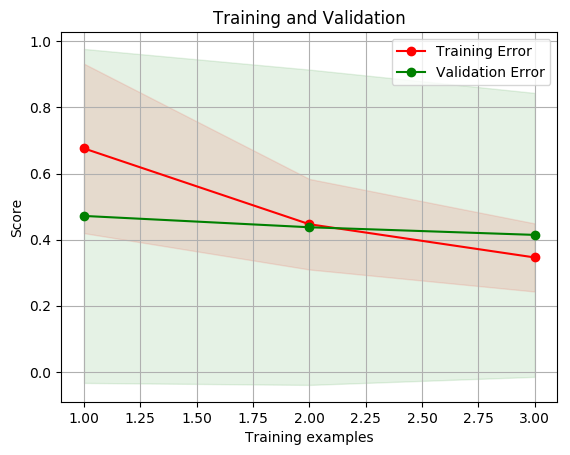 Training and Validation
Training Error
Validation Error
Score
1.0
0.8
0.6
0.4
0.2
0.0
1.00 1.25 1.50 1.75 2.00 2.25 2.50 2.75 3.00
Training examples